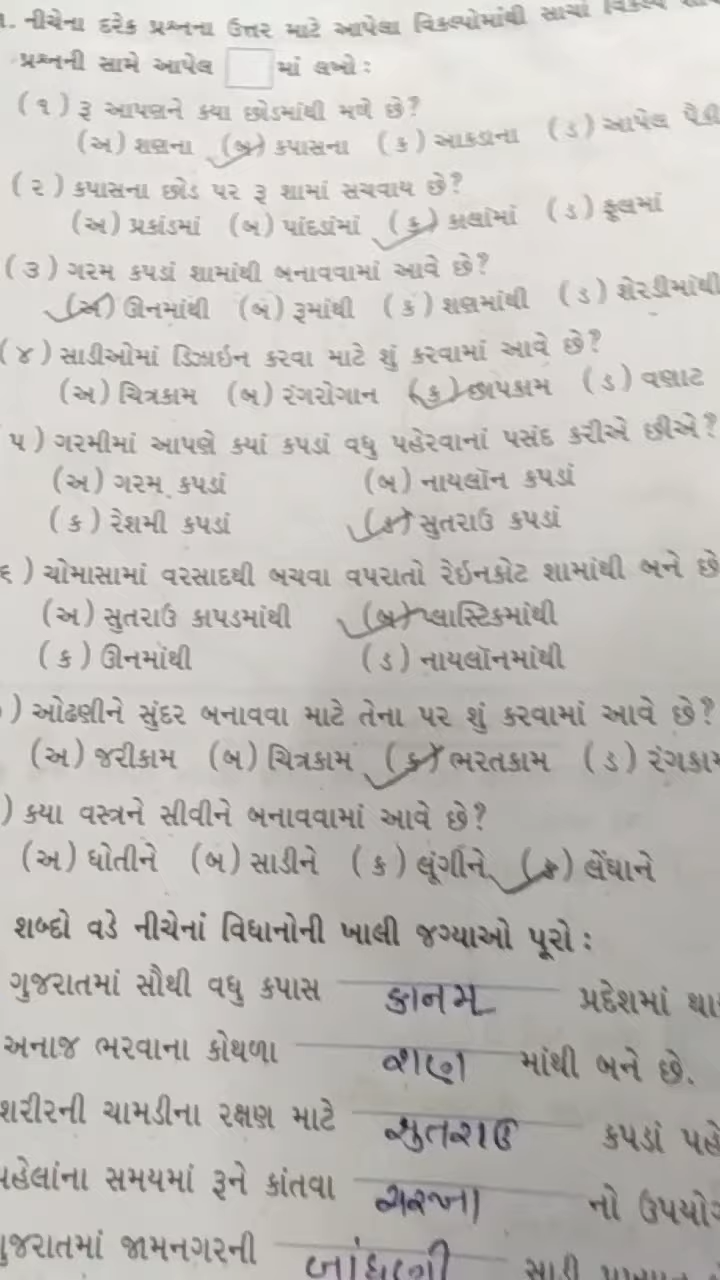 ૧. નીચેના દરેક પ્રશ્નના ઉત્તર માટે આપેલા વિકલ્પોમાંથી સાચો વિકલ્પ
પ્રશ્નની સામે આપેલ માં લખો :
(૧) રૂ આપણને કયા છોડમાંથી મળે છે?
(અ) શણના (બ) કપાસના (ક) આકડાના (ડ) આપેલ પૈકી
(૨) કપાસના છોડ પર રૂ શામાં સચવાય છે?
(અ) પ્રકાંડમાં (બ) પાંદડાંમાં (ક) કાલાંમાં (ડ) ફૂલમાં
(૩) ગરમ કપડાં શામાંથી બનાવવામાં આવે છે?
(અ) ઊનમાંથી (બ) રૂમાંથી (ક) શણમાંથી (ડ) શેરડીમાંથી
(૪) સાડીઓમાં ડિઝાઇન કરવા માટે શું કરવામાં આવે છે?
(અ) ચિત્રકામ (બ) રંગરોગાન (ક) છાપકામ (ડ) વણાટ
૫) ગરમીમાં આપણે કયાં કપડાં વધુ પહેરવાનાં પસંદ કરીએ છીએ?
(અ) ગરમ કપડાં (બ) નાયલૉન કપડાં
(ક) રેશમી કપડાં (ડ) સુતરાઉ કપડાં
૬) ચોમાસામાં વરસાદથી બચવા વપરાતો રેઈનકોટ શામાંથી બને છે
(અ) સુતરાઉ કાપડમાંથી (બ) પ્લાસ્ટિકમાંથી
(ક) ઊનમાંથી (ડ) નાયલૉનમાંથી
) ઓઢણીને સુંદર બનાવવા માટે તેના પર શું કરવામાં આવે છે?
(અ) જરીકામ (બ) ચિત્રકામ (ક) ભરતકામ (ડ) રંગકામ
) કયા વસ્ત્રને સીવીને બનાવવામાં આવે છે?
(અ) ધોતીને (બ) સાડીને (ક) લૂંગીને (ડ) લેંઘાને
શબ્દો વડે નીચેનાં વિધાનોની ખાલી જગ્યાઓ પૂરો :
ગુજરાતમાં સૌથી વધુ કપાસ કાનમ પ્રદેશમાં
અનાજ ભરવાના કોથળા શણ માંથી બને છે.
શરીરની ચામડીના રક્ષણ માટે સુતરાઉ કપડાં
પહેલાંના સમયમાં રૂને કાંતવા ચરખા નો
ગુજરાતમાં જામનગરની બાંધણી સાડી